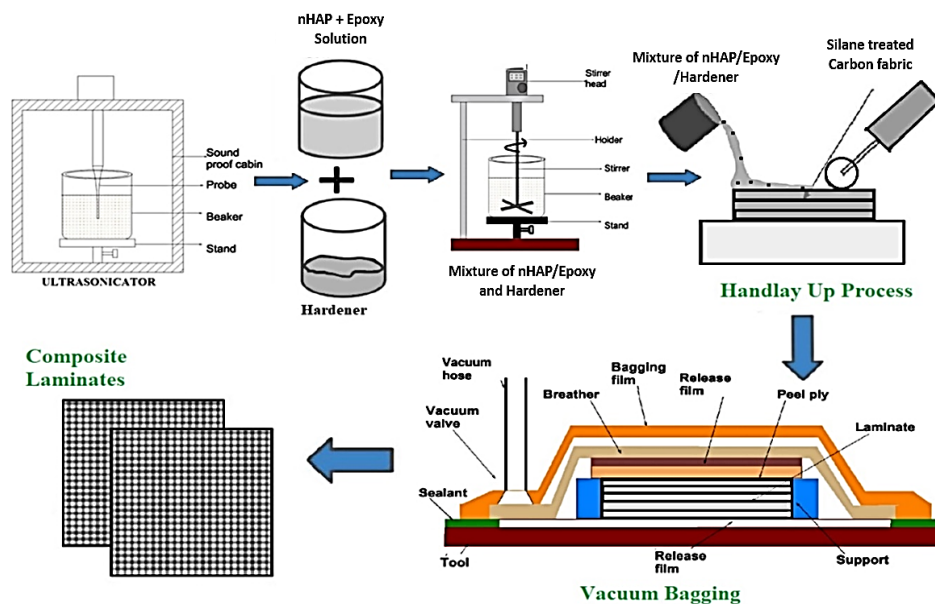 nHAP + Epoxy
Solution
Sound
proof cabin
Probe
Beaker
Stand
ULTRASONICATOR
Hardener
Stirrer
head
Holder
Stirrer
Beaker
Stand
Mixture of nHAP/Epoxy
and Hardener
Mixture of nHAP/Epoxy
/Hardener
Silane treated
Carbon fabric
Handlay Up Process
Composite
Laminates
Vacuum
hose
Vacuum
valve
Sealant
Tool
Breather
Bagging
film
Release
film
Peel ply
Laminate
Release
film
Support
Vacuum Bagging